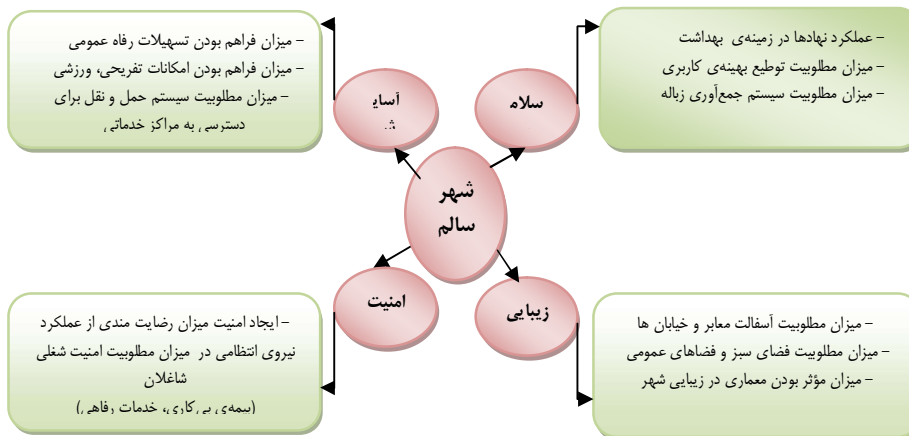 – عملکرد نهادها در زمینه‌ی بهداشت
– میزان مطلوبیت توطیع بهینه‌ی کاربری
– میزان مطلوبیت سیستم جمع‌آوری زباله
سلامـ
– میزان فراهم بودن تسهیلات رفاه عمومی
– میزان فراهم بودن امکانات تفریحی، ورزشی
– میزان مطلوبیت سیستم حمل و نقل برای
دسترسی به مراکز خدماتی
آسایـ
ش
شهر
سالم
زیبایی
– میزان مطلوبیت آسفالت معابر و خیابان ها
– میزان مطلوبیت فضای سبز و فضاهای عمومی
– میزان مؤثر بودن معماری در زیبایی شهر
امنیت
– ایجاد امنیت میزان رضایت مندی از عملکرد
نیروی انتظامی در میزان مطلوبیت امنیت شغلی
شاغلان
(بیمه‌ی بی‌کاری، خدمات رفاهی)